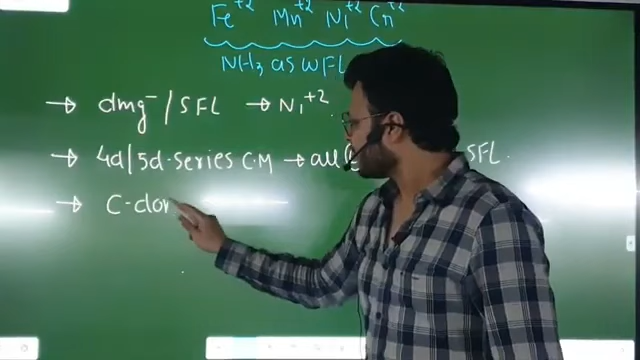 Fe+2 Mn+2 Ni+2 Cr+2
NH3 as WFL
→ dmg⁻/SFL → Ni+2
→ 4d/5d-series C.M → all SFL.
→ C-don